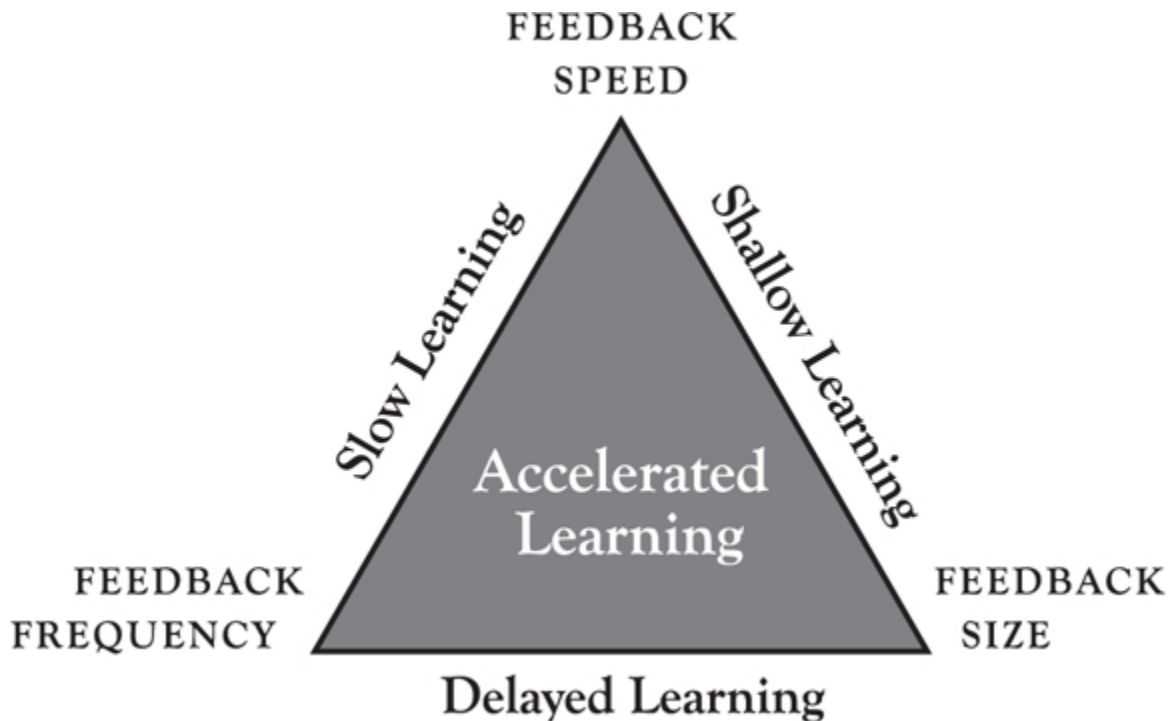 FEEDBACK
SPEED
Slow Learning
Shallow Learning
Accelerated
Learning
FEEDBACK
FREQUENCY
FEEDBACK
SIZE
Delayed Learning